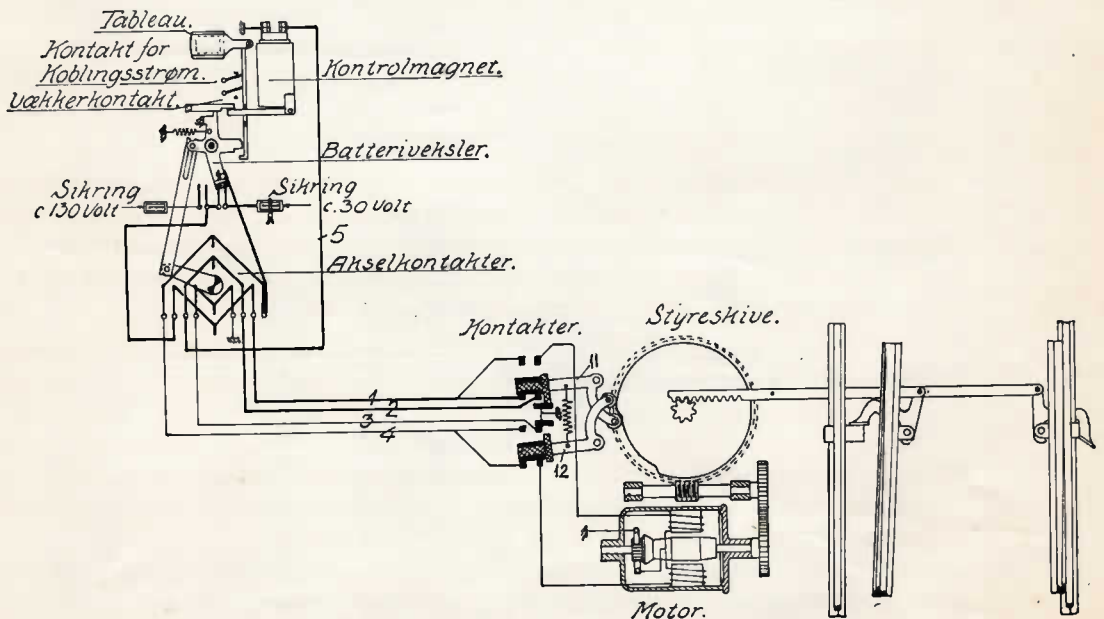 Tableau.
Kontakt for
Koblingsstrøm.
Vækkerkontakt.
Kontrolmagnet.
Batteriveksler.
Sikring
c 130 Volt
Sikring
c. 30 Volt
5
Akselkontakter.
Kontakter.
Styreskive.
11
1
2
3
4
12
Motor.